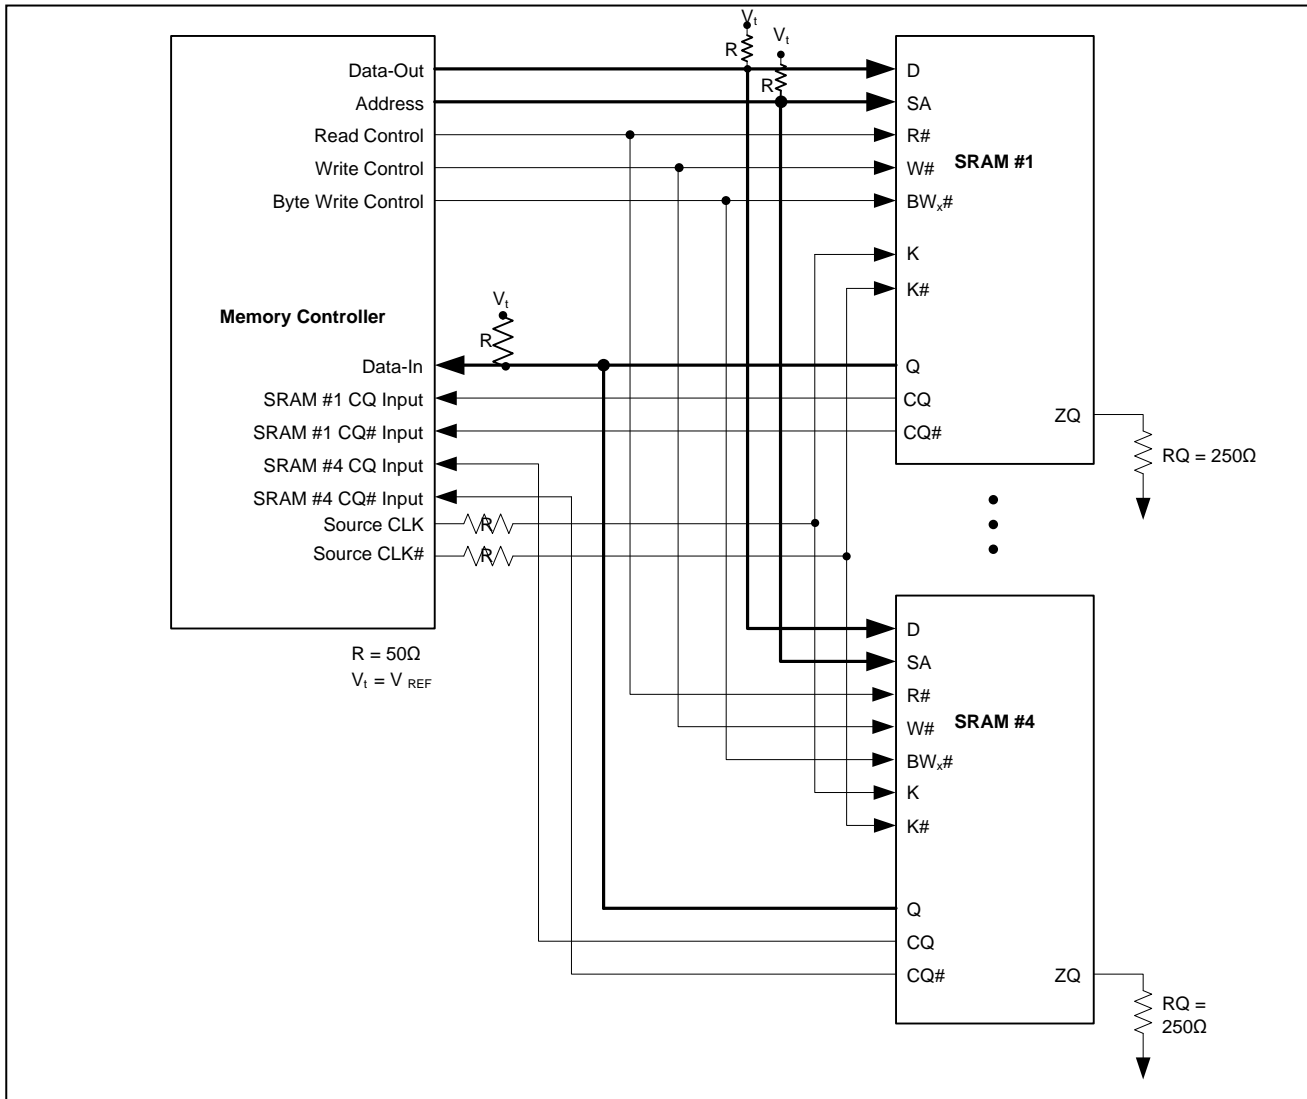 Vt
Vt
R
R
Data-Out
Address
Read Control
Write Control
Byte Write Control
Memory Controller
Vt
R
Data-In
SRAM #1 CQ Input
SRAM #1 CQ# Input
SRAM #4 CQ Input
SRAM #4 CQ# Input
Source CLK
R
Source CLK#
R
R = 50Ω
Vt = V REF
D
SA
R#
SRAM #1
W#
BWx#
K
K#
Q
CQ
CQ#
ZQ
RQ = 250Ω
D
SA
R#
SRAM #4
W#
BWx#
K
K#
Q
CQ
CQ#
ZQ
RQ =
250Ω